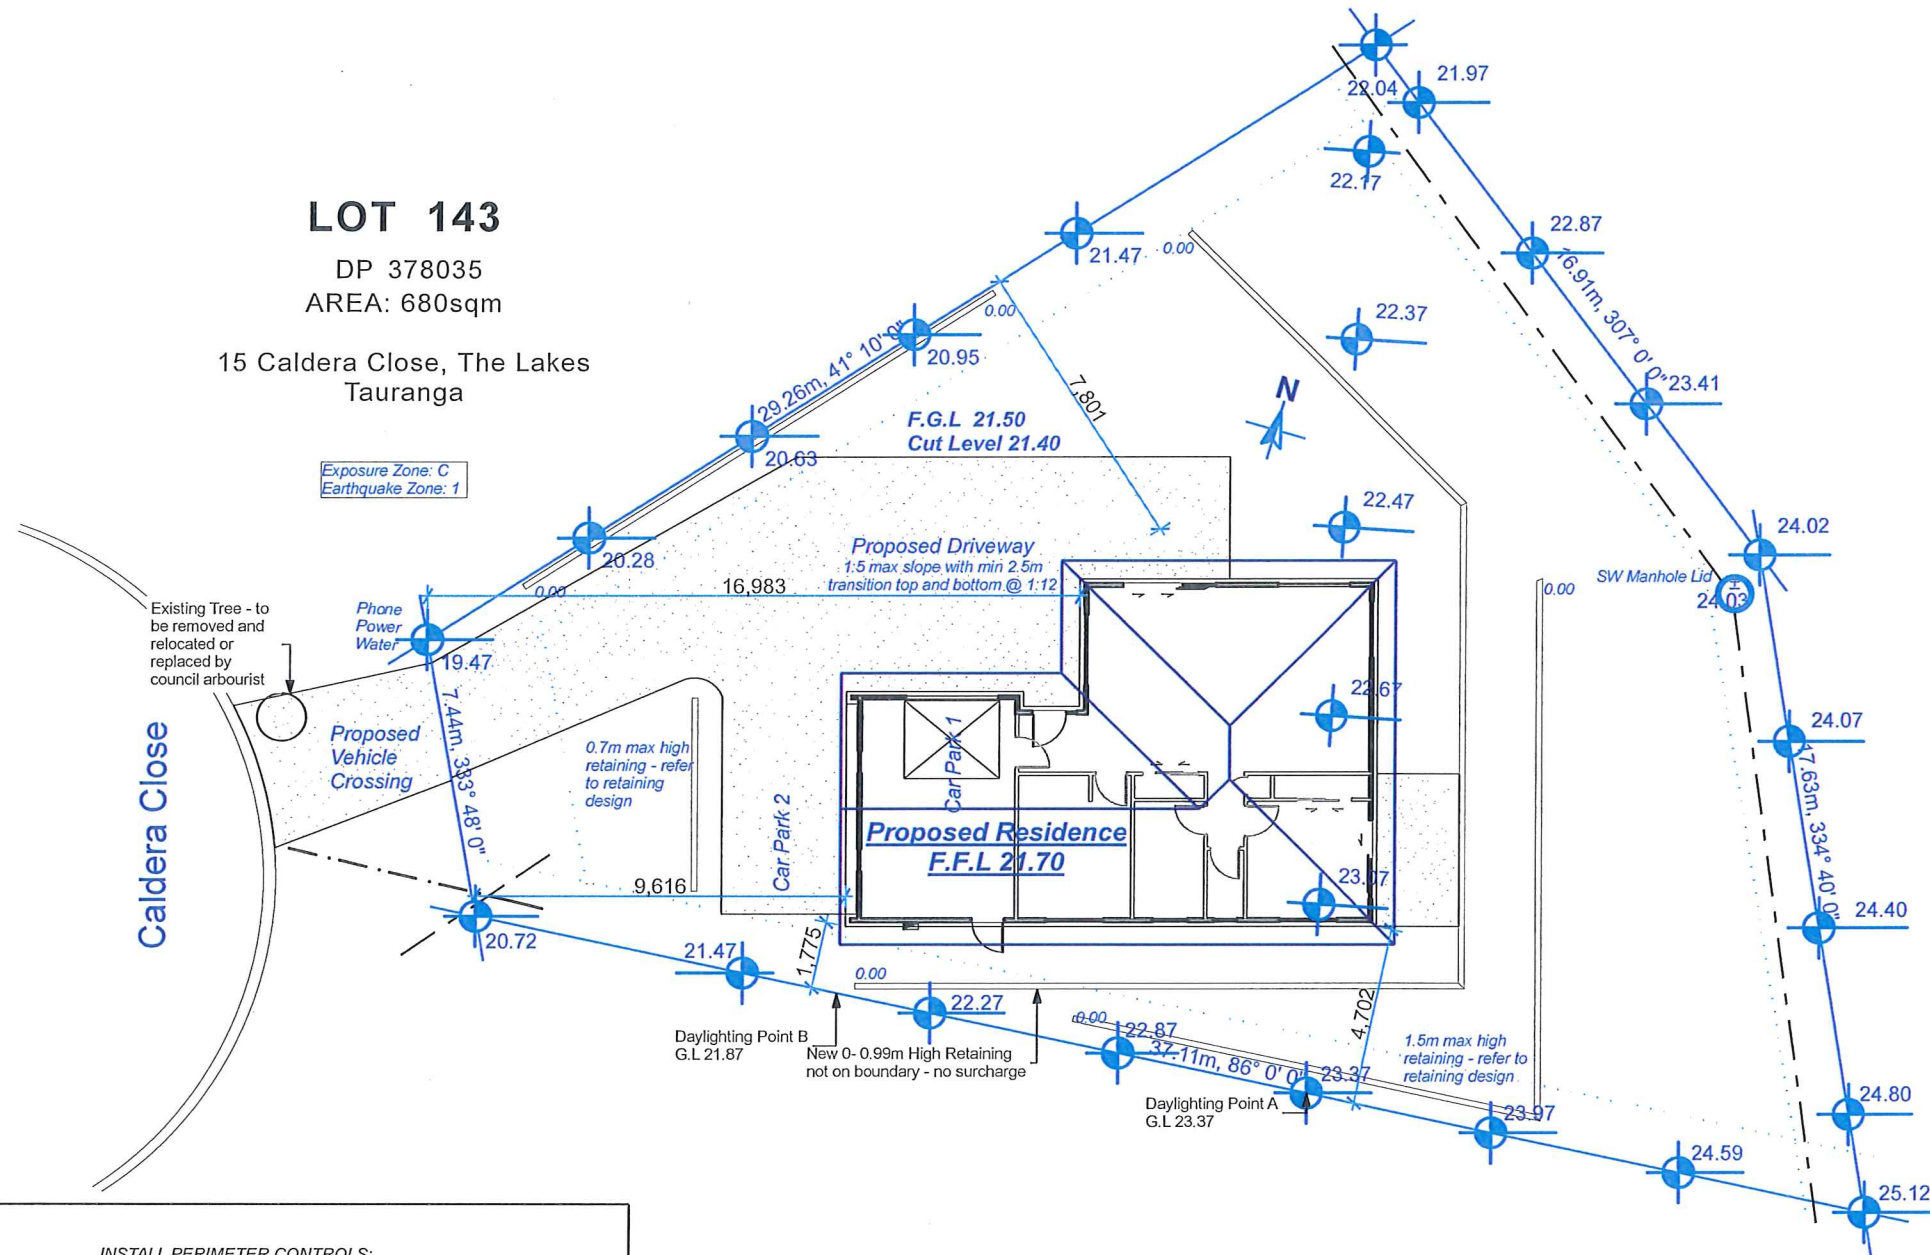 LOT 143
DP 378035
AREA: 680sqm
15 Caldera Close, The Lakes
Tauranga
Exposure Zone: C
Earthquake Zone: 1
22.04
21.97
22.17
21.47
0.00
22.87
16.91m, 307° 0' 0"
22.37
0.00
20.95
29.26m, 41° 10' 0"
7,801
23.41
N
F.G.L 21.50
Cut Level 21.40
20.63
22.47
24.02
20.28
0.00
Proposed Driveway
1:5 max slope with min 2.5m
transition top and bottom @ 1:12
16,983
0.00
SW Manhole Lid
24.03
Existing Tree - to
be removed and
relocated or
replaced by
council arbourist
Phone
Power
Water
19.47
22.67
24.07
Caldera Close
Proposed
Vehicle
Crossing
7.44m, 333° 48' 0"
0.7m max high
retaining - refer
to retaining
design
Car Park 1
Car Park 2
17.63m, 334° 40' 0"
Proposed Residence
F.F.L 21.70
9,616
24.40
20.72
21.47
1,775
0.00
22.27
4,702
Daylighting Point B
G.L 21.87
New 0- 0.99m High Retaining
not on boundary - no surcharge
0.00
22.87
37.11m, 86° 0' 0"
23.37
1.5m max high
retaining - refer to
retaining design
Daylighting Point A
G.L 23.37
23.97
24.80
24.59
25.12
INSTALL PERIMETER CONTROLS: